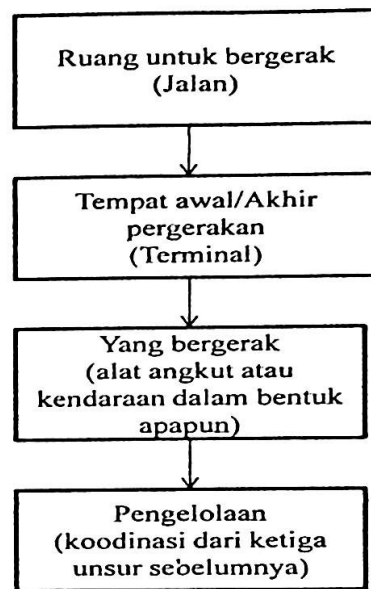 Ruang untuk bergerak
(Jalan)
Tempat awal/Akhir
pergerakan
(Terminal)
Yang bergerak
(alat angkut atau
kendaraan dalam bentuk
apapun)
Pengelolaan
(koodinasi dari ketiga
unsur sebelumnya)